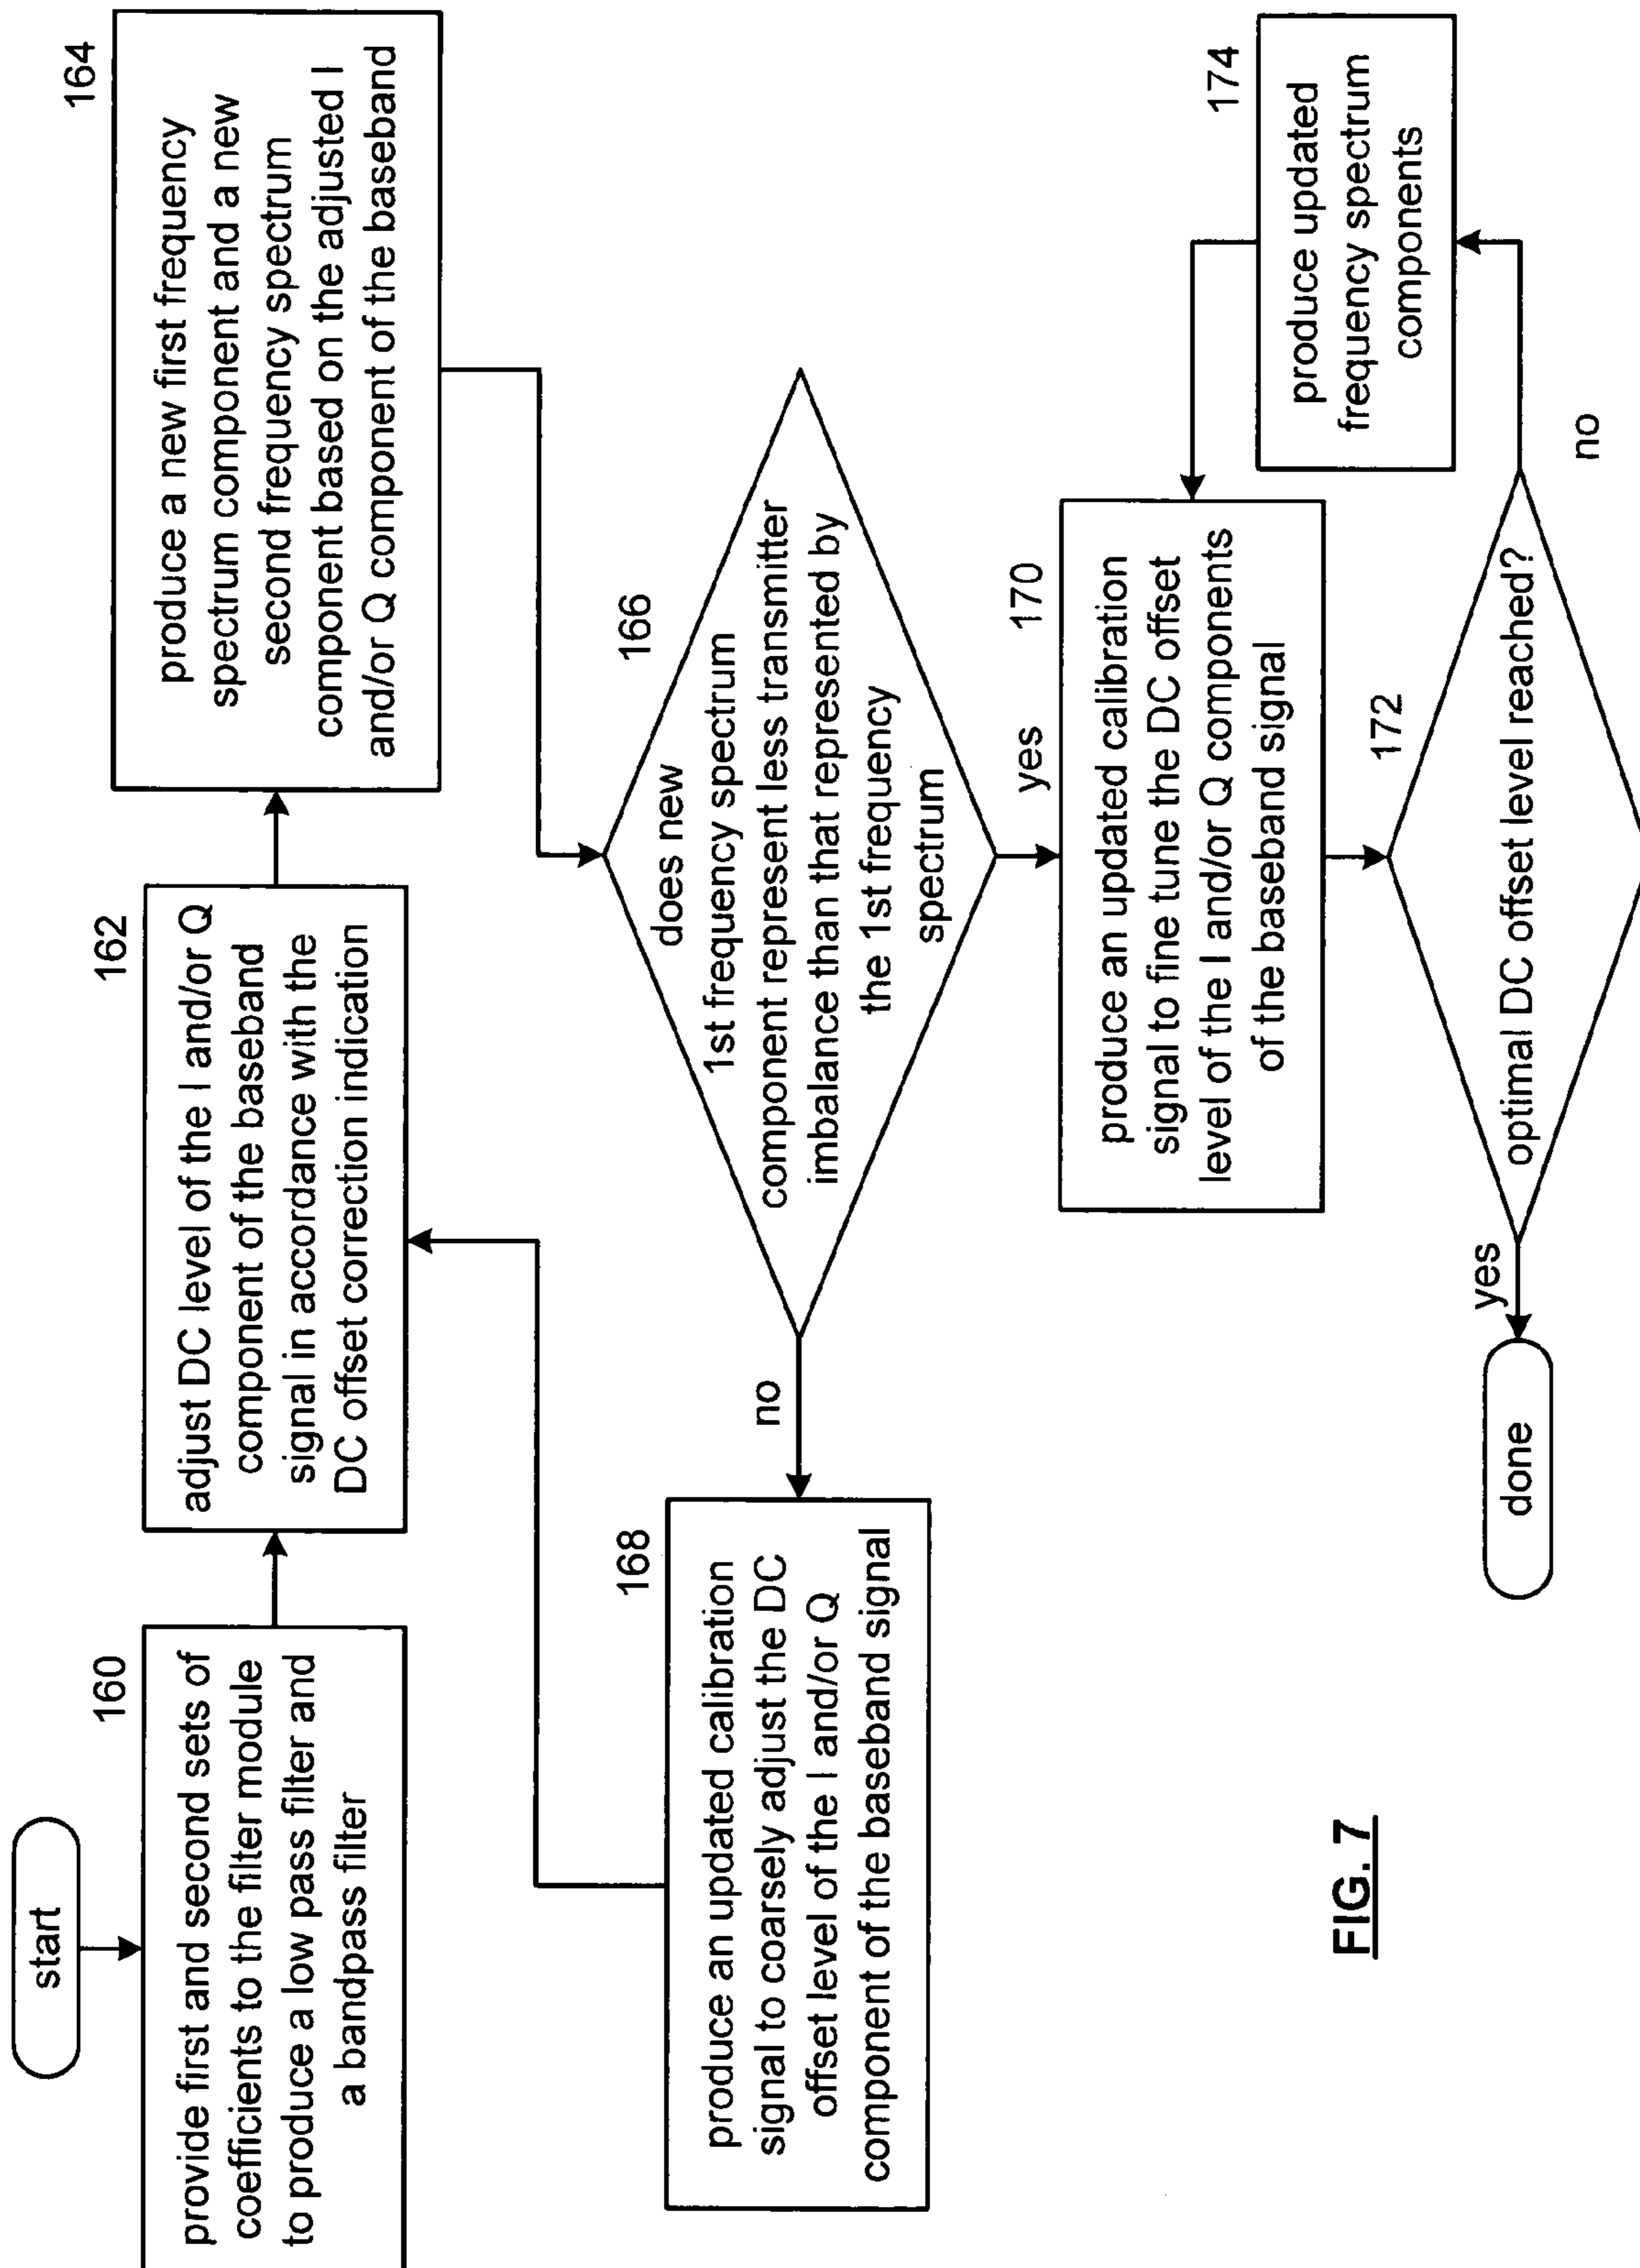 start
160
provide first and second sets of
coefficients to the filter module
to produce a low pass filter and
a bandpass filter
162
adjust DC level of the I and/or Q
component of the baseband
signal in accordance with the
DC offset correction indication
164
produce a new first frequency
spectrum component and a new
second frequency spectrum
component based on the adjusted I
and/or Q component of the baseband
166
does new
1st frequency spectrum
component represent less transmitter
imbalance than that represented by
the 1st frequency
spectrum
no
168
produce an updated calibration
signal to coarsely adjust the DC
offset level of the I and/or Q
component of the baseband signal
yes
170
produce an updated calibration
signal to fine tune the DC offset
level of the I and/or Q components
of the baseband signal
172
optimal DC offset level reached?
no
174
produce updated
frequency spectrum
components
yes
done
FIG. 7